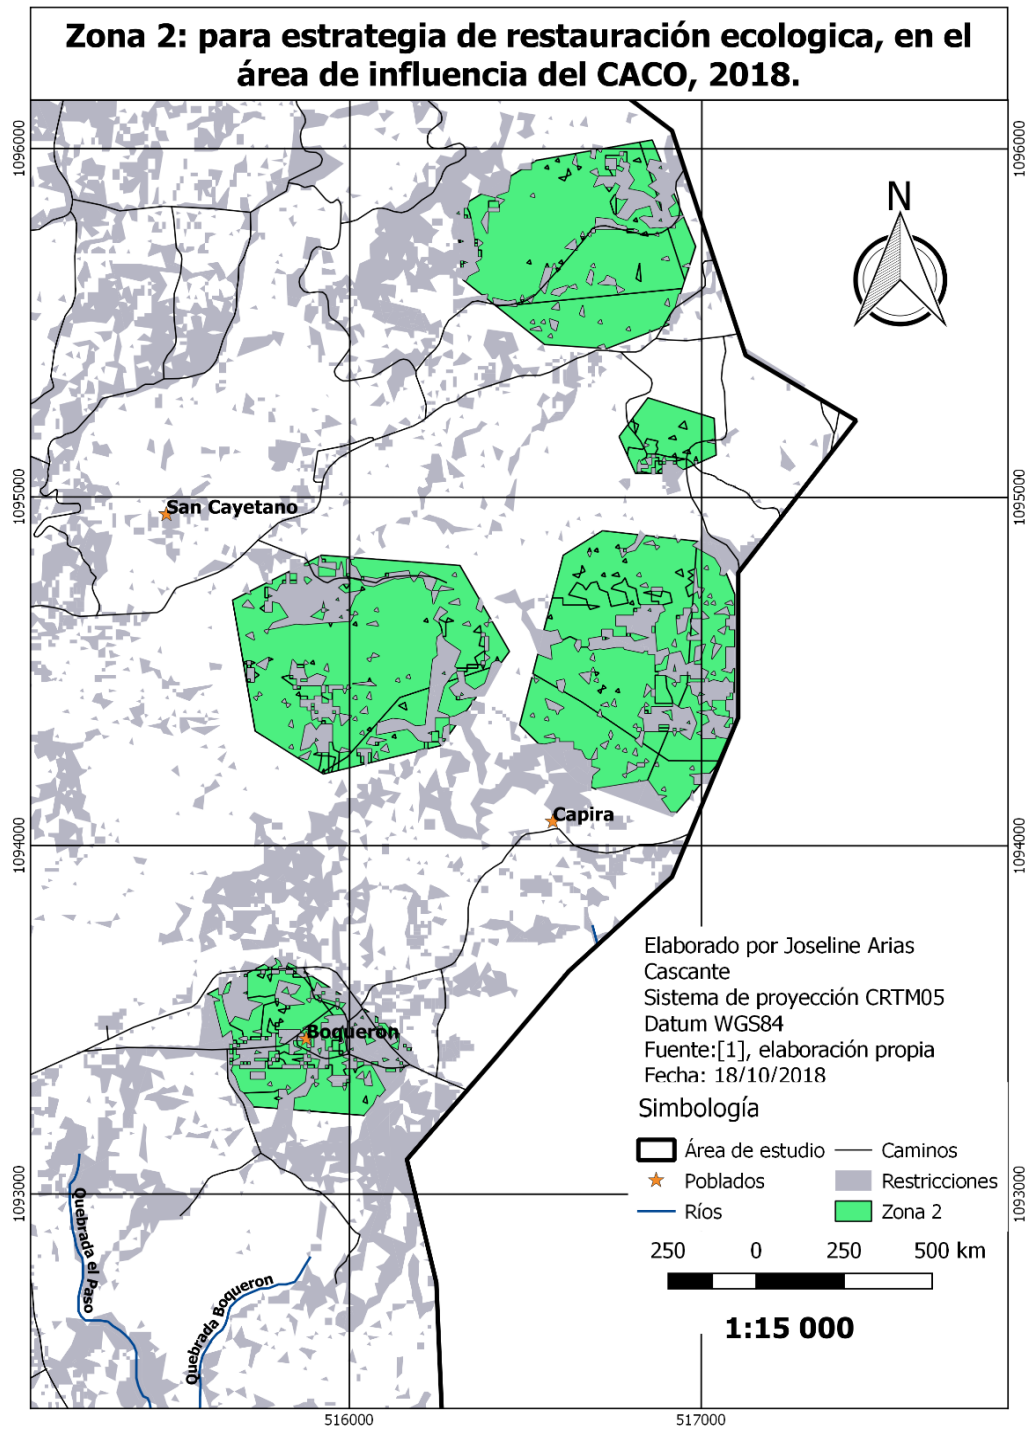 Zona 2: para estrategia de restauración ecologica, en el
área de influencia del CACO, 2018.
1096000
1096000
N
1095000
1095000
San Cayetano
Capira
1094000
1094000
Elaborado por Joseline Arias
Cascante
Sistema de proyección CRTM05
Datum WGS84
Fuente:[1], elaboración propia
Fecha: 18/10/2018
Boqueron
Simbología
Área de estudio
Caminos
Poblados
Restricciones
Ríos
Zona 2
1093000
1093000
Quebrada el Paso
Quebrada Boqueron
250 0 250 500 km
1:15 000
516000
517000